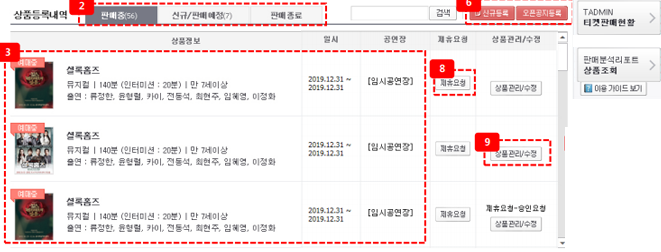 상품등록내역
2
판매중(56)
신규/판매예정(7)
판매종료
검색
6
신규등록
오픈공지등록
TADMIN
티켓판매현황
상품정보
일시
공연장
제휴요청
상품관리/수정
판매분석리포트
상품조회
? 이용 가이드 보기
3
예매중
셜록홈즈
뮤지컬 | 140분 (인터미션 : 20분) | 만 7세이상
출연 : 류정한, 윤형렬, 카이, 전동석, 최현주, 임혜영, 이정화
2019.12.31 ~
2019.12.31
[임시공연장]
8
제휴요청
상품관리/수정
예매중
셜록홈즈
뮤지컬 | 140분 (인터미션 : 20분) | 만 7세이상
출연 : 류정한, 윤형렬, 카이, 전동석, 최현주, 임혜영, 이정화
2019.12.31 ~
2019.12.31
[임시공연장]
제휴요청
9
상품관리/수정
예매중
셜록홈즈
뮤지컬 | 140분 (인터미션 : 20분) | 만 7세이상
출연 : 류정한, 윤형렬, 카이, 전동석, 최현주, 임혜영, 이정화
2019.12.31 ~
2019.12.31
[임시공연장]
제휴요청
제휴요청-승인요청
상품관리/수정